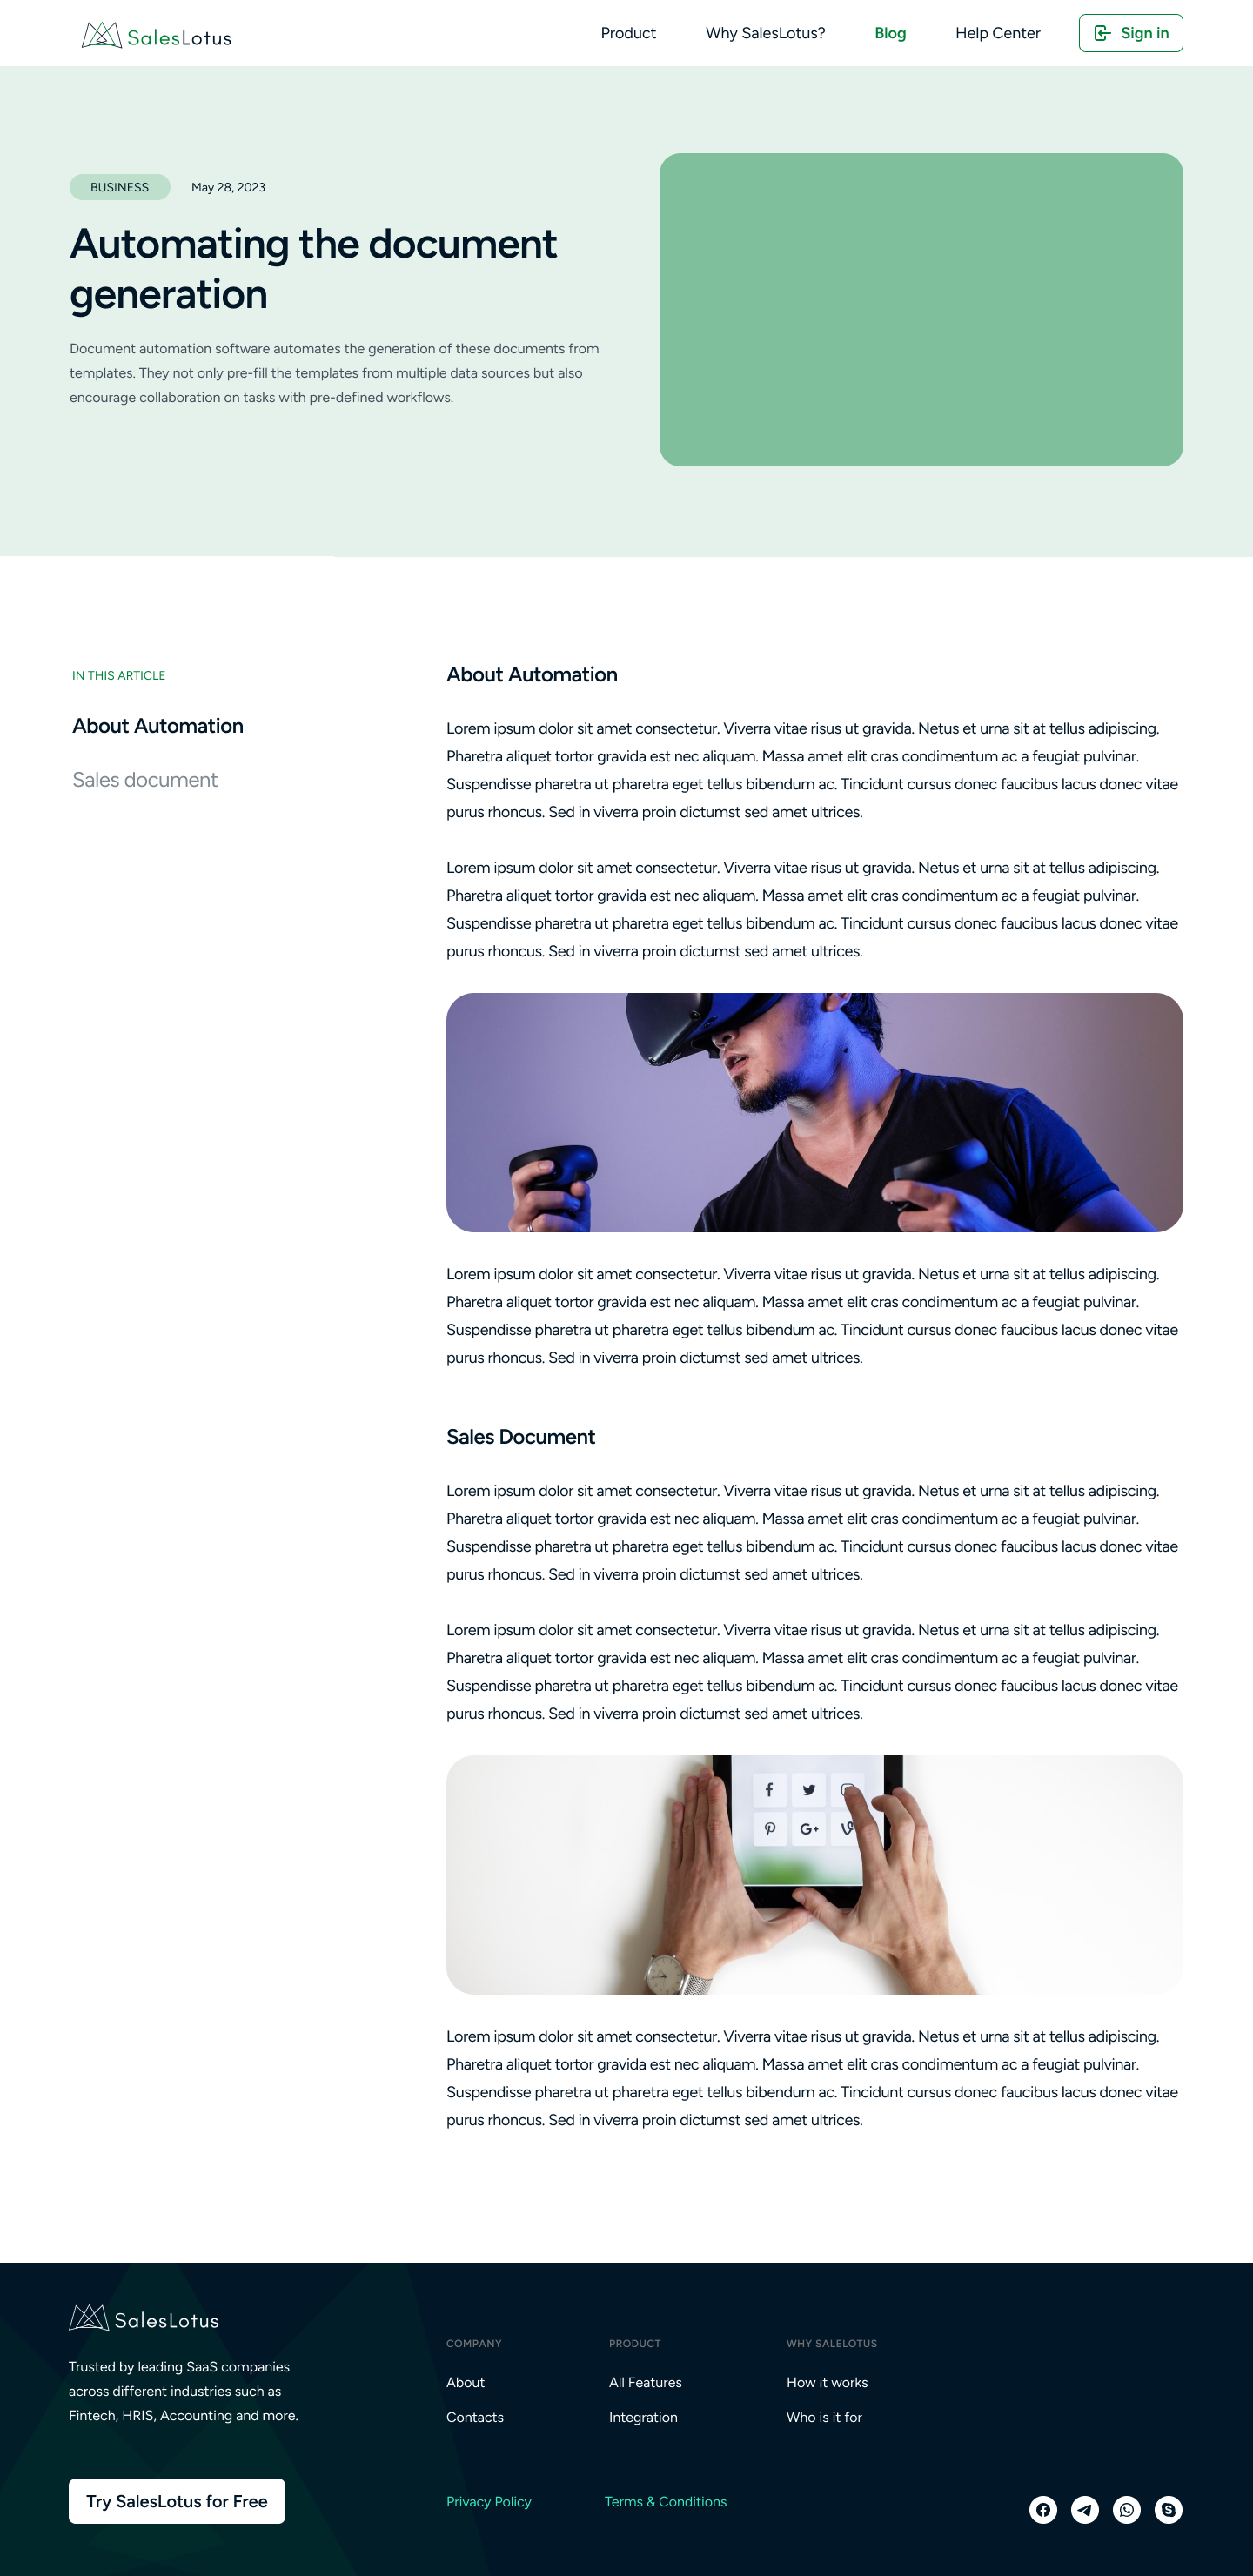 SalesLotus
Product
Why SalesLotus?
Blog
Help Center
Sign in
BUSINESS
May 28, 2023
Automating the document
generation
Document automation software automates the generation of these documents from
templates. They not only pre-fill the templates from multiple data sources but also
encourage collaboration on tasks with pre-defined workflows.
IN THIS ARTICLE
About Automation
Sales document
About Automation
Lorem ipsum dolor sit amet consectetur. Viverra vitae risus ut gravida. Netus et urna sit at tellus adipiscing.
Pharetra aliquet tortor gravida est nec aliquam. Massa amet elit cras condimentum ac a feugiat pulvinar.
Suspendisse pharetra ut pharetra eget tellus bibendum ac. Tincidunt cursus donec faucibus lacus donec vitae
purus rhoncus. Sed in viverra proin dictumst sed amet ultrices.
Lorem ipsum dolor sit amet consectetur. Viverra vitae risus ut gravida. Netus et urna sit at tellus adipiscing.
Pharetra aliquet tortor gravida est nec aliquam. Massa amet elit cras condimentum ac a feugiat pulvinar.
Suspendisse pharetra ut pharetra eget tellus bibendum ac. Tincidunt cursus donec faucibus lacus donec vitae
purus rhoncus. Sed in viverra proin dictumst sed amet ultrices.
Lorem ipsum dolor sit amet consectetur. Viverra vitae risus ut gravida. Netus et urna sit at tellus adipiscing.
Pharetra aliquet tortor gravida est nec aliquam. Massa amet elit cras condimentum ac a feugiat pulvinar.
Suspendisse pharetra ut pharetra eget tellus bibendum ac. Tincidunt cursus donec faucibus lacus donec vitae
purus rhoncus. Sed in viverra proin dictumst sed amet ultrices.
Sales Document
Lorem ipsum dolor sit amet consectetur. Viverra vitae risus ut gravida. Netus et urna sit at tellus adipiscing.
Pharetra aliquet tortor gravida est nec aliquam. Massa amet elit cras condimentum ac a feugiat pulvinar.
Suspendisse pharetra ut pharetra eget tellus bibendum ac. Tincidunt cursus donec faucibus lacus donec vitae
purus rhoncus. Sed in viverra proin dictumst sed amet ultrices.
Lorem ipsum dolor sit amet consectetur. Viverra vitae risus ut gravida. Netus et urna sit at tellus adipiscing.
Pharetra aliquet tortor gravida est nec aliquam. Massa amet elit cras condimentum ac a feugiat pulvinar.
Suspendisse pharetra ut pharetra eget tellus bibendum ac. Tincidunt cursus donec faucibus lacus donec vitae
purus rhoncus. Sed in viverra proin dictumst sed amet ultrices.
G+
Lorem ipsum dolor sit amet consectetur. Viverra vitae risus ut gravida. Netus et urna sit at tellus adipiscing.
Pharetra aliquet tortor gravida est nec aliquam. Massa amet elit cras condimentum ac a feugiat pulvinar.
Suspendisse pharetra ut pharetra eget tellus bibendum ac. Tincidunt cursus donec faucibus lacus donec vitae
purus rhoncus. Sed in viverra proin dictumst sed amet ultrices.
SalesLotus
Trusted by leading SaaS companies
across different industries such as
Fintech, HRIS, Accounting and more.
Try SalesLotus for Free
COMPANY
About
Contacts
PRODUCT
All Features
Integration
WHY SALELOTUS
How it works
Who is it for
Privacy Policy
Terms & Conditions